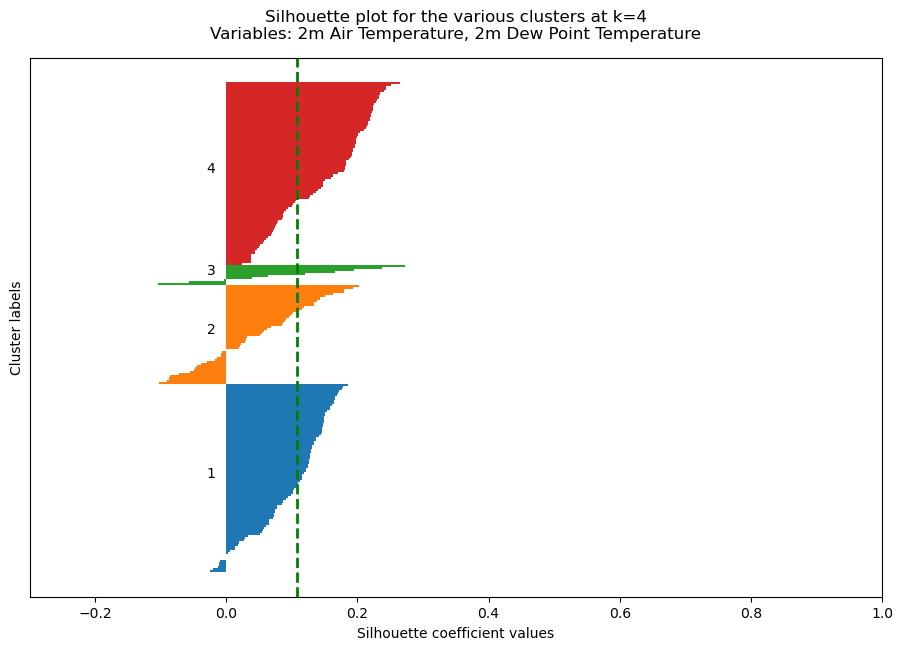 Silhouette plot for the various clusters at k=4
Variables: 2m Air Temperature, 2m Dew Point Temperature
Cluster labels
4
3
2
1
−0.2 0.0 0.2 0.4 0.6 0.8 1.0
Silhouette coefficient values